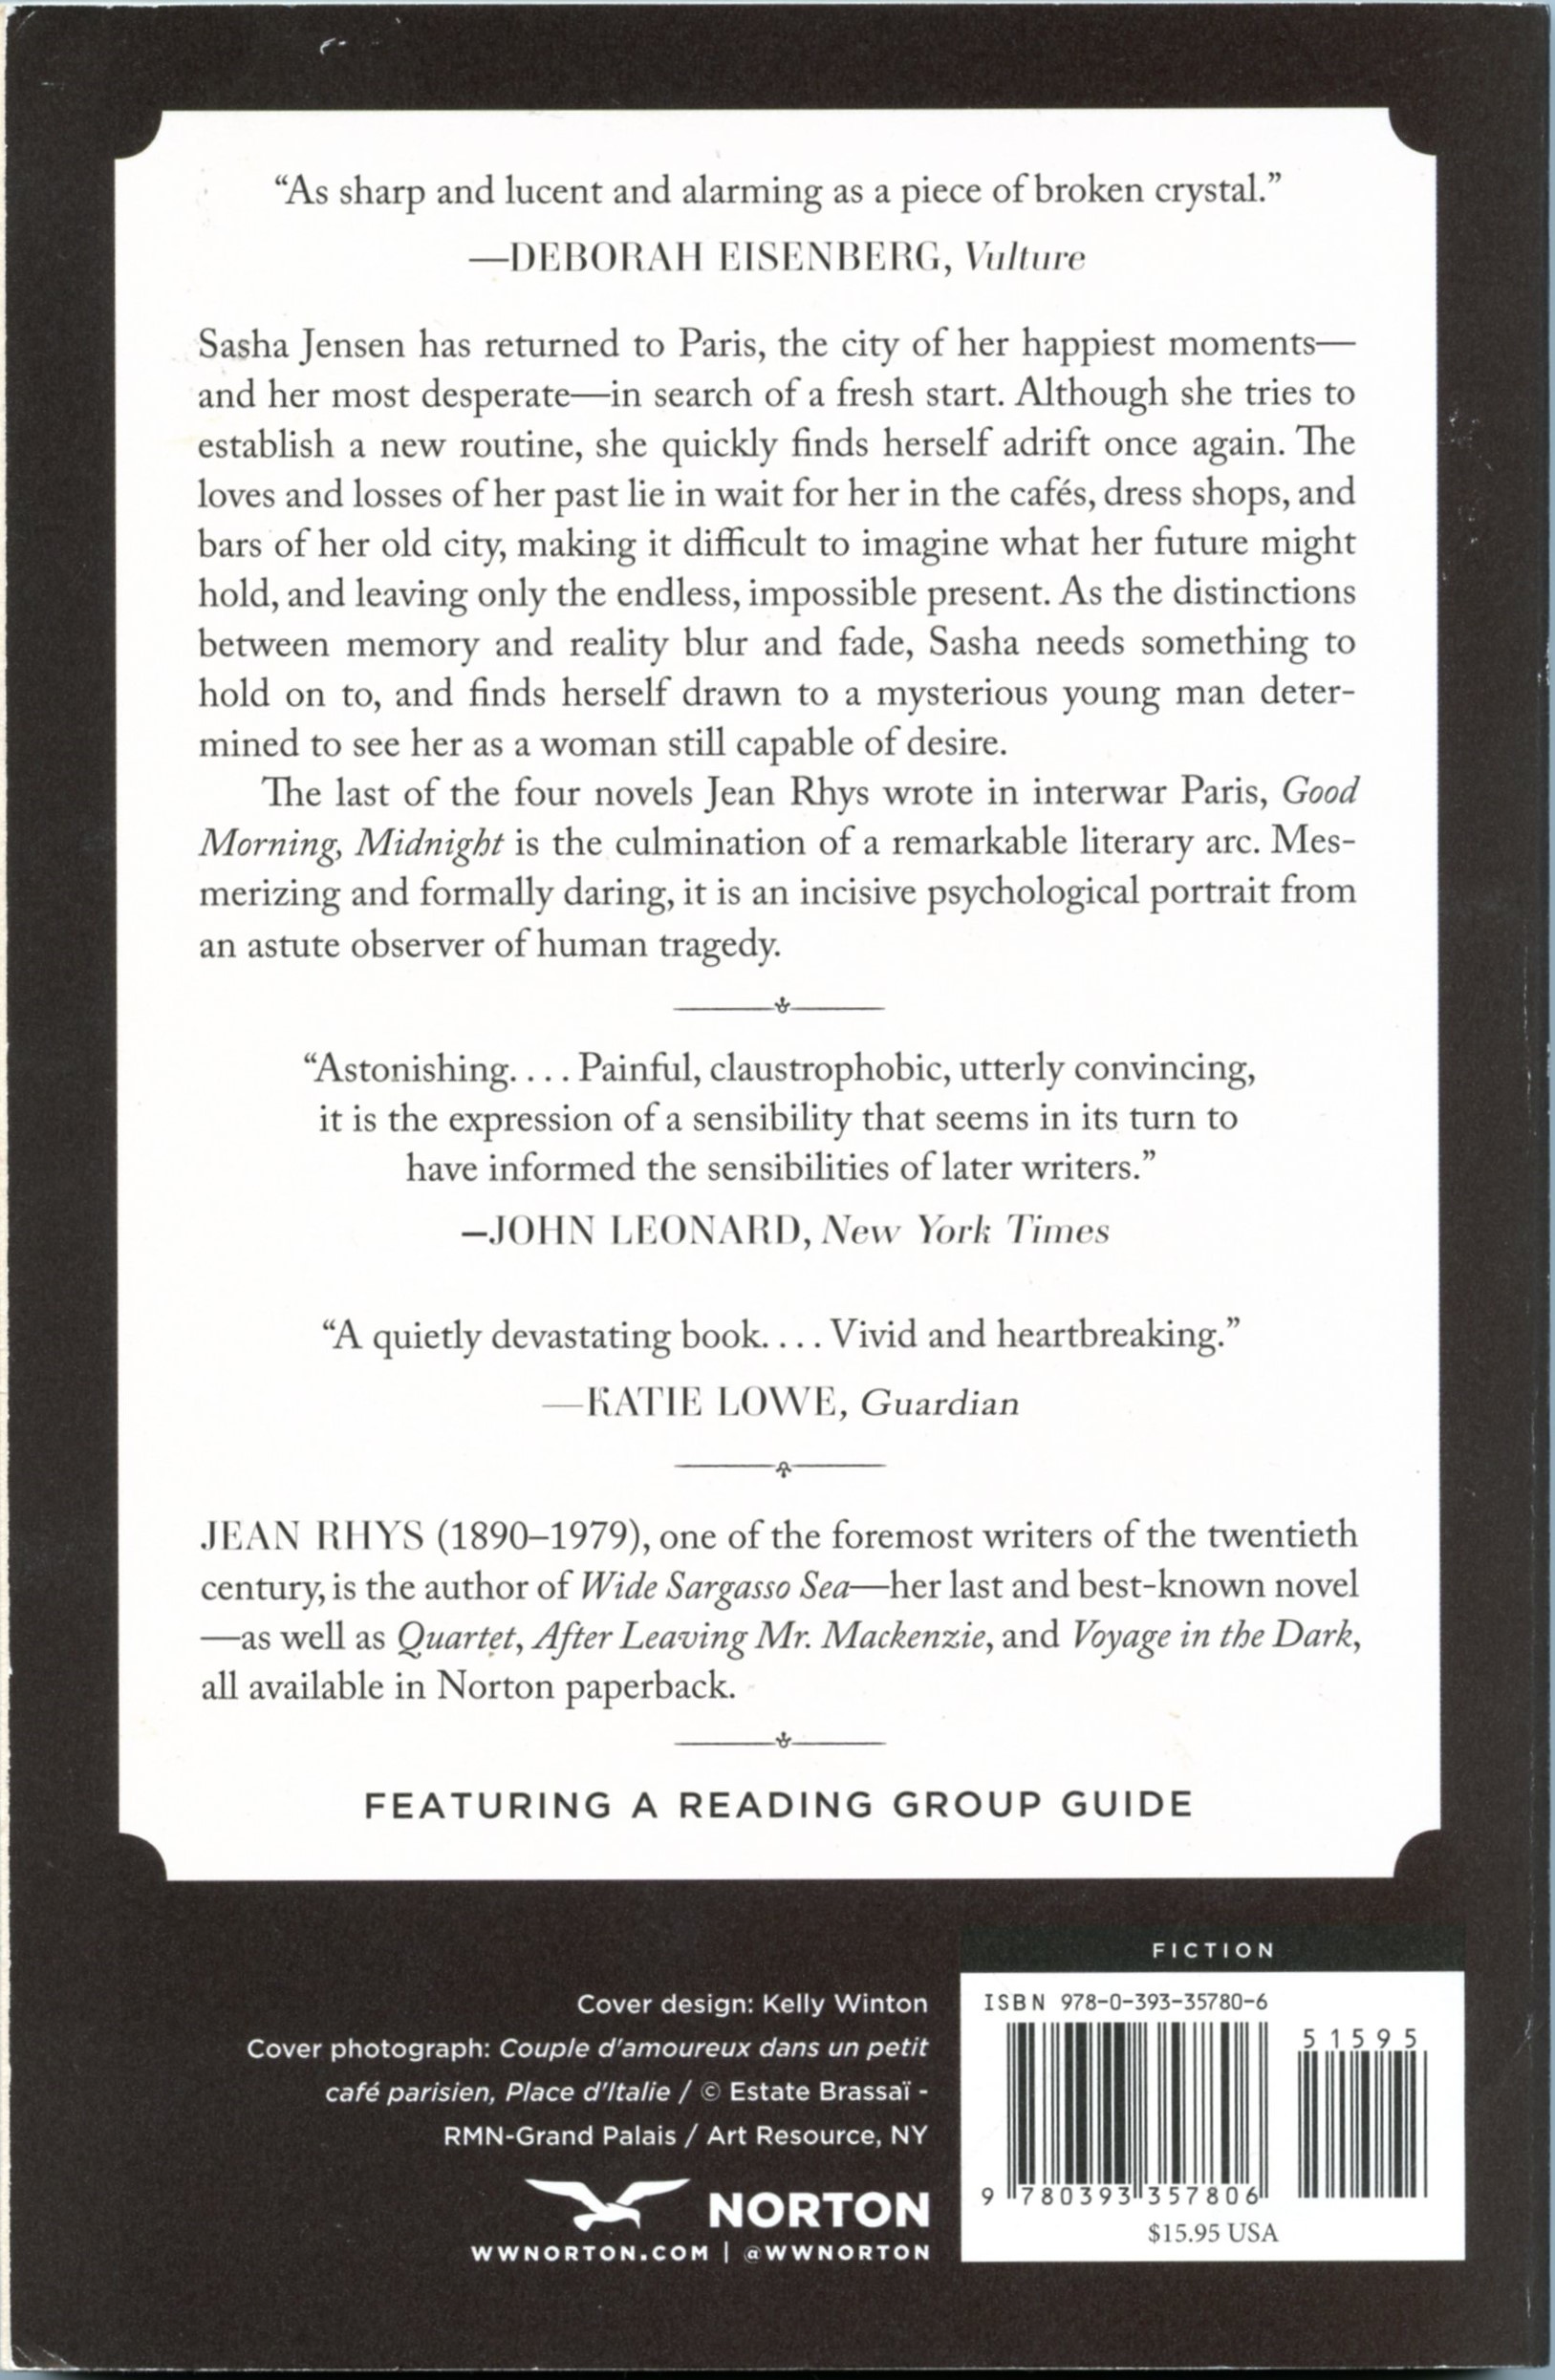 “As sharp and lucent and alarming as a piece of broken crystal.”
—DEBORAH EISENBERG, Vulture
Sasha Jensen has returned to Paris, the city of her happiest moments—
and her most desperate—in search of a fresh start. Although she tries to
establish a new routine, she quickly finds herself adrift once again. The
loves and losses of her past lie in wait for her in the cafés, dress shops, and
bars of her old city, making it difficult to imagine what her future might
hold, and leaving only the endless, impossible present. As the distinctions
between memory and reality blur and fade, Sasha needs something to
hold on to, and finds herself drawn to a mysterious young man deter-
mined to see her as a woman still capable of desire.
The last of the four novels Jean Rhys wrote in interwar Paris, Good
Morning, Midnight is the culmination of a remarkable literary arc. Mes-
merizing and formally daring, it is an incisive psychological portrait from
an astute observer of human tragedy.
“Astonishing. . . . Painful, claustrophobic, utterly convincing,
it is the expression of a sensibility that seems in its turn to
have informed the sensibilities of later writers.”
—JOHN LEONARD, New York Times
“A quietly devastating book. . . . Vivid and heartbreaking.”
—KATIE LOWE, Guardian
JEAN RHYS (1890–1979), one of the foremost writers of the twentieth
century, is the author of Wide Sargasso Sea—her last and best-known novel
—as well as Quartet, After Leaving Mr. Mackenzie, and Voyage in the Dark,
all available in Norton paperback.
FEATURING A READING GROUP GUIDE
Cover design: Kelly Winton
Cover photograph: Couple d'amoureux dans un petit
café parisien, Place d'Italie / © Estate Brassaï -
RMN-Grand Palais / Art Resource, NY
NORTON
WWNORTON.COM | @WWNORTON
FICTION
ISBN 978-0-393-35780-6
51595
9 780393 357806
$15.95 USA